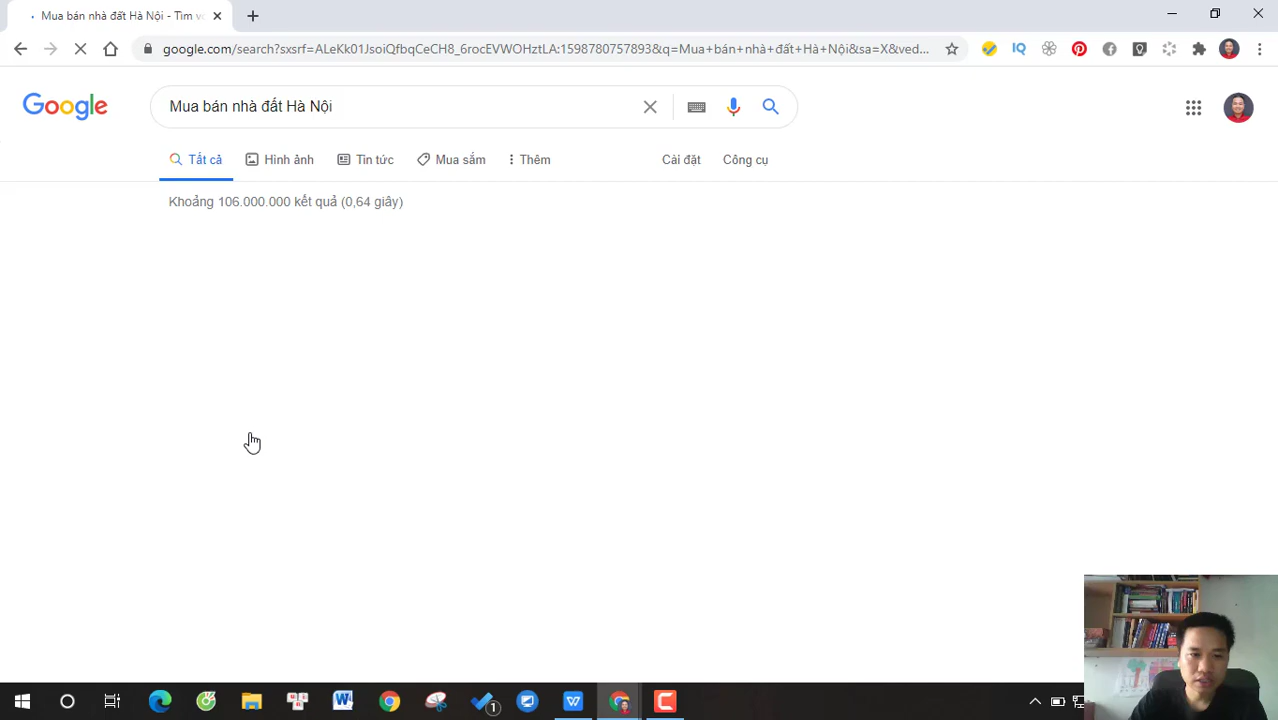 Mua bán nhà đất Hà Nội - Tìm v
google.com/search?sxsrf=ALeKk01JsoiQfbqCeCH8_6rocEVWOHztLA:1598780757893&q=Mua+bán+nhà+đất+Hà+Nội&sa=X&ved...
Google
Mua bán nhà đất Hà Nội
Tất cả
Hình ảnh
Tin tức
Mua sắm
Thêm
Cài đặt
Công cụ
Khoảng 106.000.000 kết quả (0,64 giây)